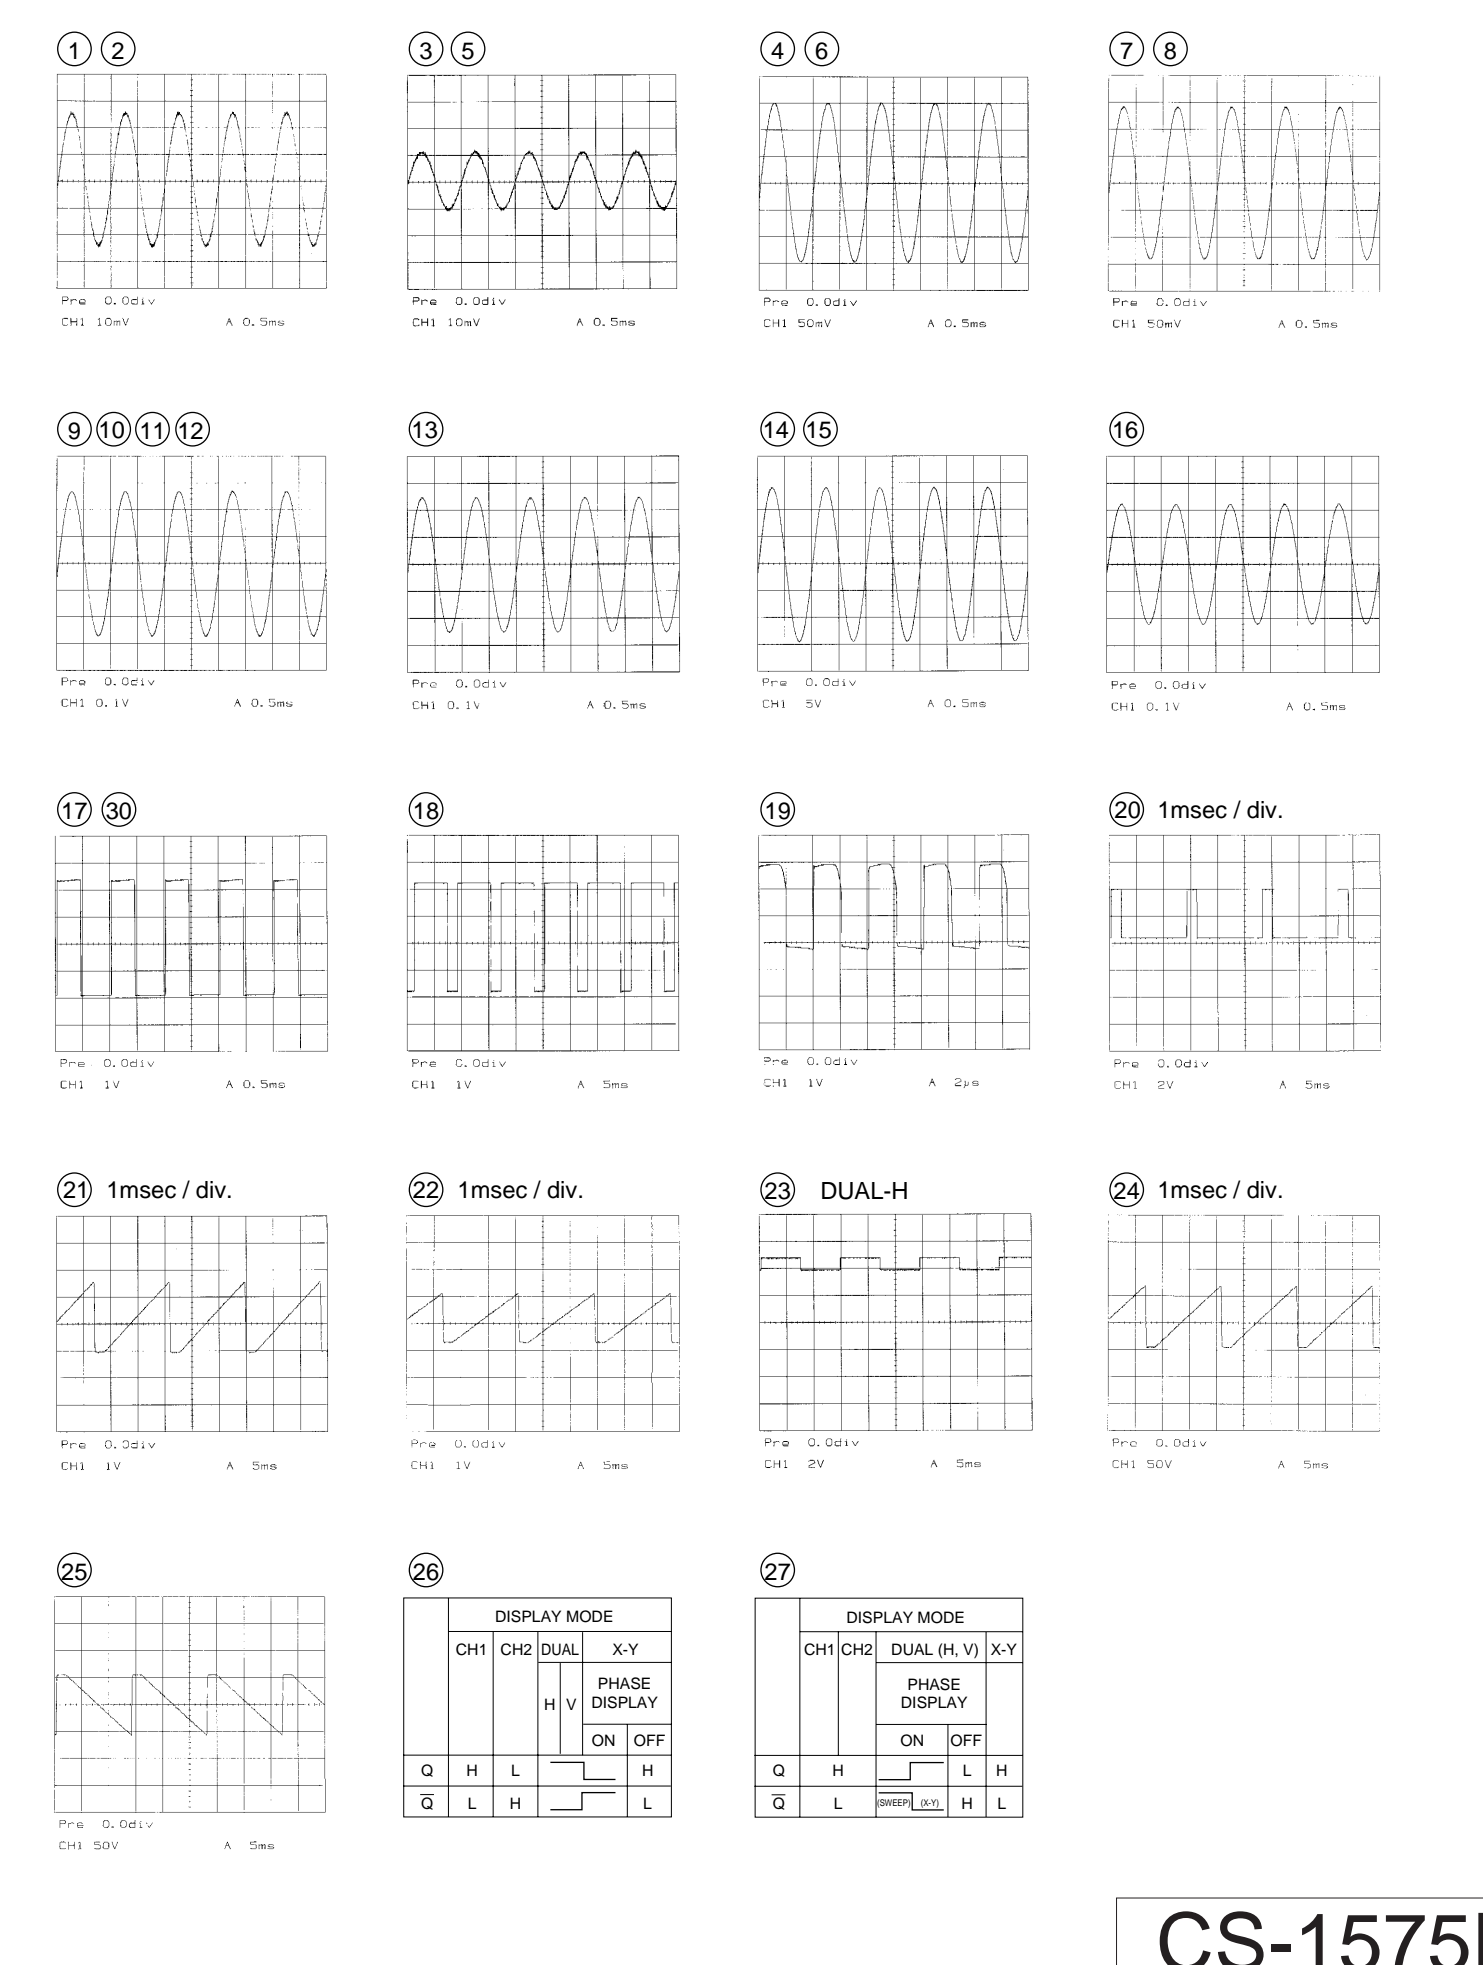 1 2 3 5 4 6 7 8
Pre 0.0div Pre 0.0div Pre 0.0div Pre 0.0div
CH1 10mV A 0.5ms CH1 10mV A 0.5ms CH1 50mV A 0.5ms CH1 50mV A 0.5ms
9 10 11 12 13 14 15 16
Pre 0.0div Pre 0.0div Pre 0.0div Pre 0.0div
CH1 0.1V A 0.5ms CH1 0.1V A 0.5ms CH1 5V A 0.5ms CH1 0.1V A 0.5ms
17 30 18 19 20 1msec / div.
Pre 0.0div Pre 0.0div Pre 0.0div Pre 0.0div
CH1 1V A 0.5ms CH1 1V A 5ms CH1 1V A 2μs CH1 2V A 5ms
21 1msec / div. 22 1msec / div. 23 DUAL-H 24 1msec / div.
Pre 0.0div Pre 0.0div Pre 0.0div Pre 0.0div
CH1 1V A 5ms CH1 1V A 5ms CH1 2V A 5ms CH1 50V A 5ms
25
Pre 0.0div
CH1 50V A 5ms
26
DISPLAY MODE
CH1 CH2 DUAL X-Y
H V PHASE DISPLAY
ON OFF
Q H L H
Q̅ L H L
27
DISPLAY MODE
CH1 CH2 DUAL (H, V) X-Y
PHASE DISPLAY
ON OFF
Q H L H
Q̅ L (SWEEP) (X-Y) H L
CS-1575